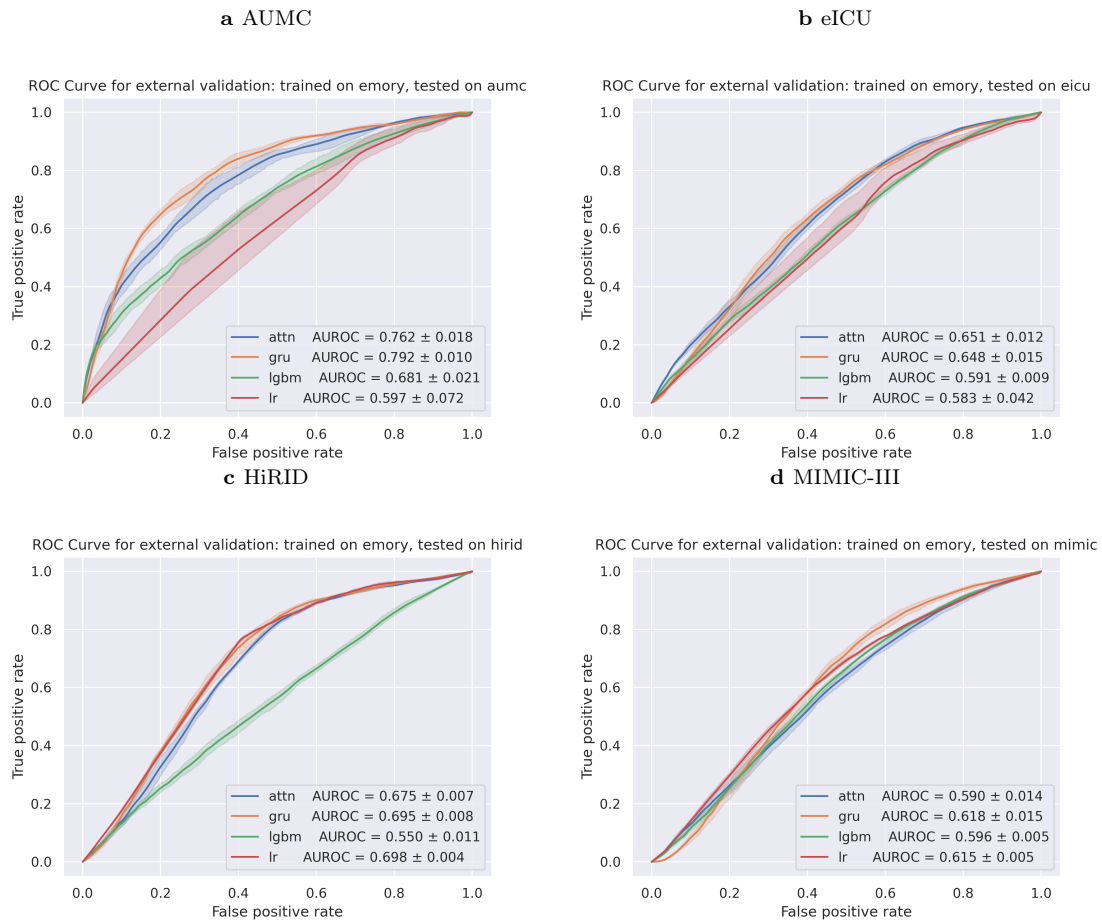 a AUMC
ROC Curve for external validation: trained on emory, tested on aumc
True positive rate
1.0
0.8
0.6
0.4
0.2
0.0
attn AUROC = 0.762 ± 0.018
gru AUROC = 0.792 ± 0.010
lgbm AUROC = 0.681 ± 0.021
lr AUROC = 0.597 ± 0.072
0.0 0.2 0.4 0.6 0.8 1.0
False positive rate
b eICU
ROC Curve for external validation: trained on emory, tested on eicu
True positive rate
1.0
0.8
0.6
0.4
0.2
0.0
attn AUROC = 0.651 ± 0.012
gru AUROC = 0.648 ± 0.015
lgbm AUROC = 0.591 ± 0.009
lr AUROC = 0.583 ± 0.042
0.0 0.2 0.4 0.6 0.8 1.0
False positive rate
c HiRID
ROC Curve for external validation: trained on emory, tested on hirid
True positive rate
1.0
0.8
0.6
0.4
0.2
0.0
attn AUROC = 0.675 ± 0.007
gru AUROC = 0.695 ± 0.008
lgbm AUROC = 0.550 ± 0.011
lr AUROC = 0.698 ± 0.004
0.0 0.2 0.4 0.6 0.8 1.0
False positive rate
d MIMIC-III
ROC Curve for external validation: trained on emory, tested on mimic
True positive rate
1.0
0.8
0.6
0.4
0.2
0.0
attn AUROC = 0.590 ± 0.014
gru AUROC = 0.618 ± 0.015
lgbm AUROC = 0.596 ± 0.005
lr AUROC = 0.615 ± 0.005
0.0 0.2 0.4 0.6 0.8 1.0
False positive rate